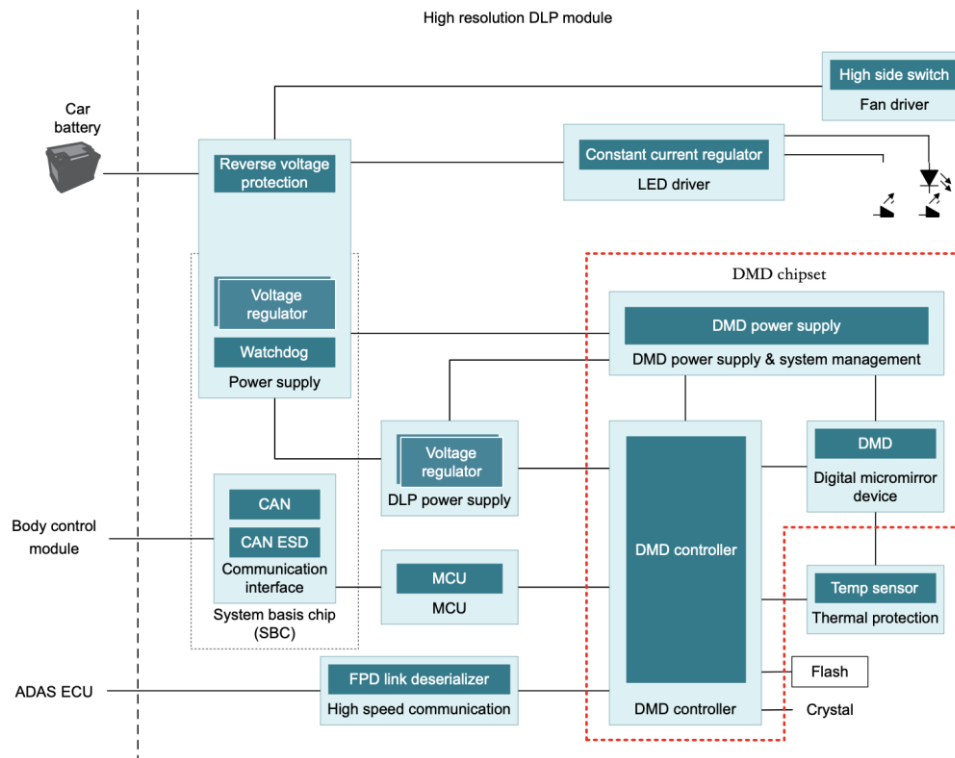 High resolution DLP module
High side switch
Fan driver
Car
battery
Reverse voltage
protection
Constant current regulator
LED driver
DMD chipset
Voltage
regulator
Watchdog
Power supply
DMD power supply
DMD power supply & system management
Voltage
regulator
DLP power supply
DMD
Digital micromirror
device
Body control
module
CAN
CAN ESD
Communication
interface
System basis chip
(SBC)
MCU
MCU
DMD controller
Temp sensor
Thermal protection
ADAS ECU
FPD link deserializer
High speed communication
DMD controller
Flash
Crystal